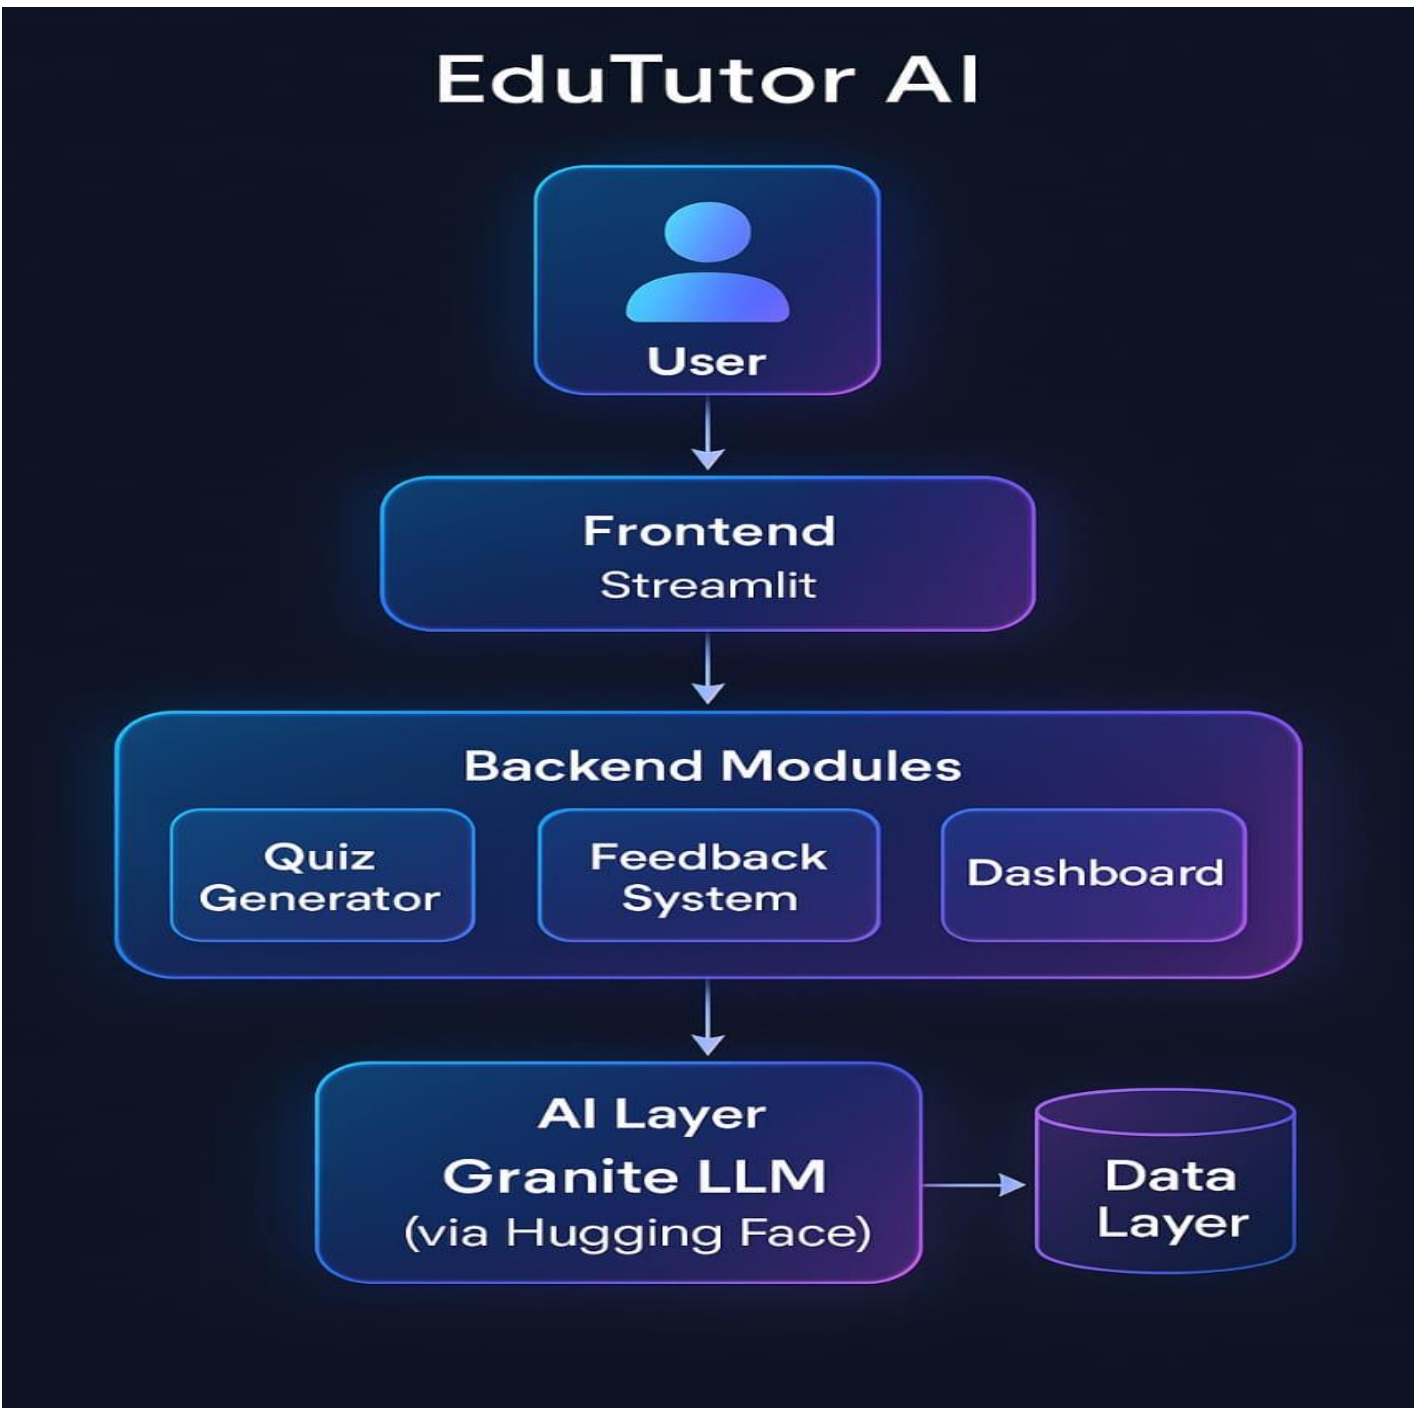 EduTutor AI
User
Frontend
Streamlit
Backend Modules
Quiz
Generator
Feedback
System
Dashboard
AI Layer
Granite LLM
(via Hugging Face)
Data
Layer